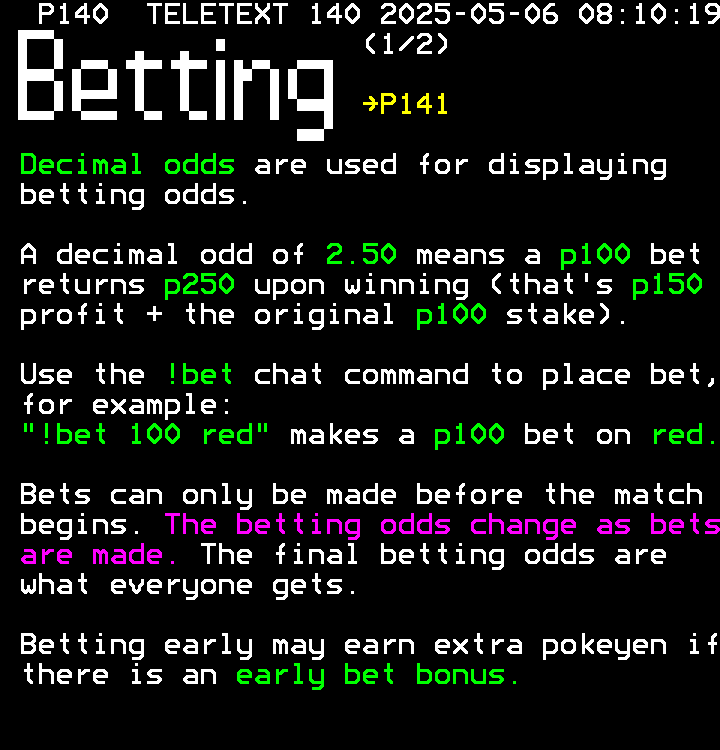 P140 TELETEXT 140 2025-05-06 08:10:19
(1/2)
Betting
→P141
Decimal odds are used for displaying
betting odds.
A decimal odd of 2.50 means a p100 bet
returns p250 upon winning (that's p150
profit + the original p100 stake).
Use the !bet chat command to place bet,
for example:
"!bet 100 red" makes a p100 bet on red.
Bets can only be made before the match
begins. The betting odds change as bets
are made. The final betting odds are
what everyone gets.
Betting early may earn extra pokeyen if
there is an early bet bonus.